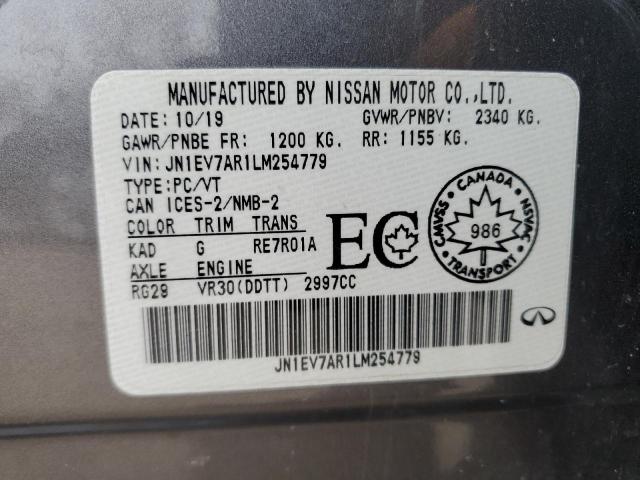 MANUFACTURED BY NISSAN MOTOR CO.,LTD.
DATE: 10/19 GVWR/PNBV: 2340 KG.
GAWR/PNBE FR: 1200 KG. RR: 1155 KG.
VIN: JN1EV7AR1LM254779
TYPE: PC/VT
CAN ICES-2/NMB-2
COLOR TRIM TRANS
KAD G RE7R01A
AXLE ENGINE
RG29 VR30(DDTT) 2997CC
EC
CANADA
CMVSS NSVAC
986
TRANSPORT
JN1EV7AR1LM254779